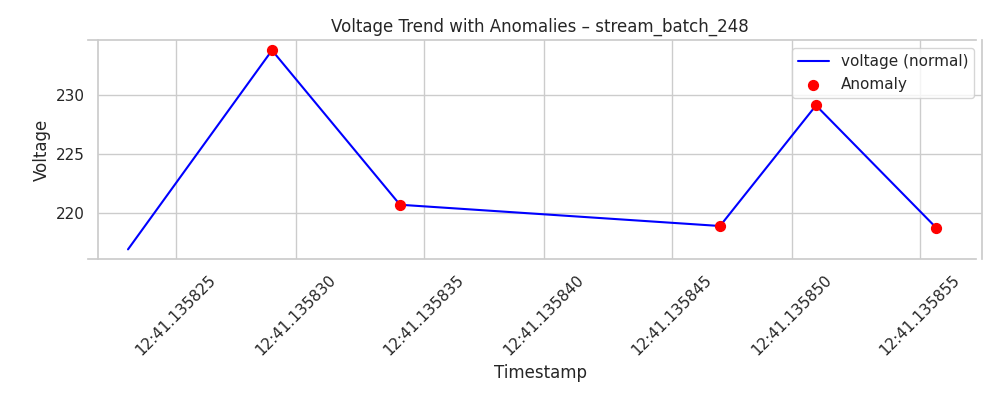 Voltage Trend with Anomalies – stream_batch_248
voltage (normal)
Anomaly
Voltage
230
225
220
12:41.135825
12:41.135830
12:41.135835
12:41.135840
12:41.135845
12:41.135850
12:41.135855
Timestamp